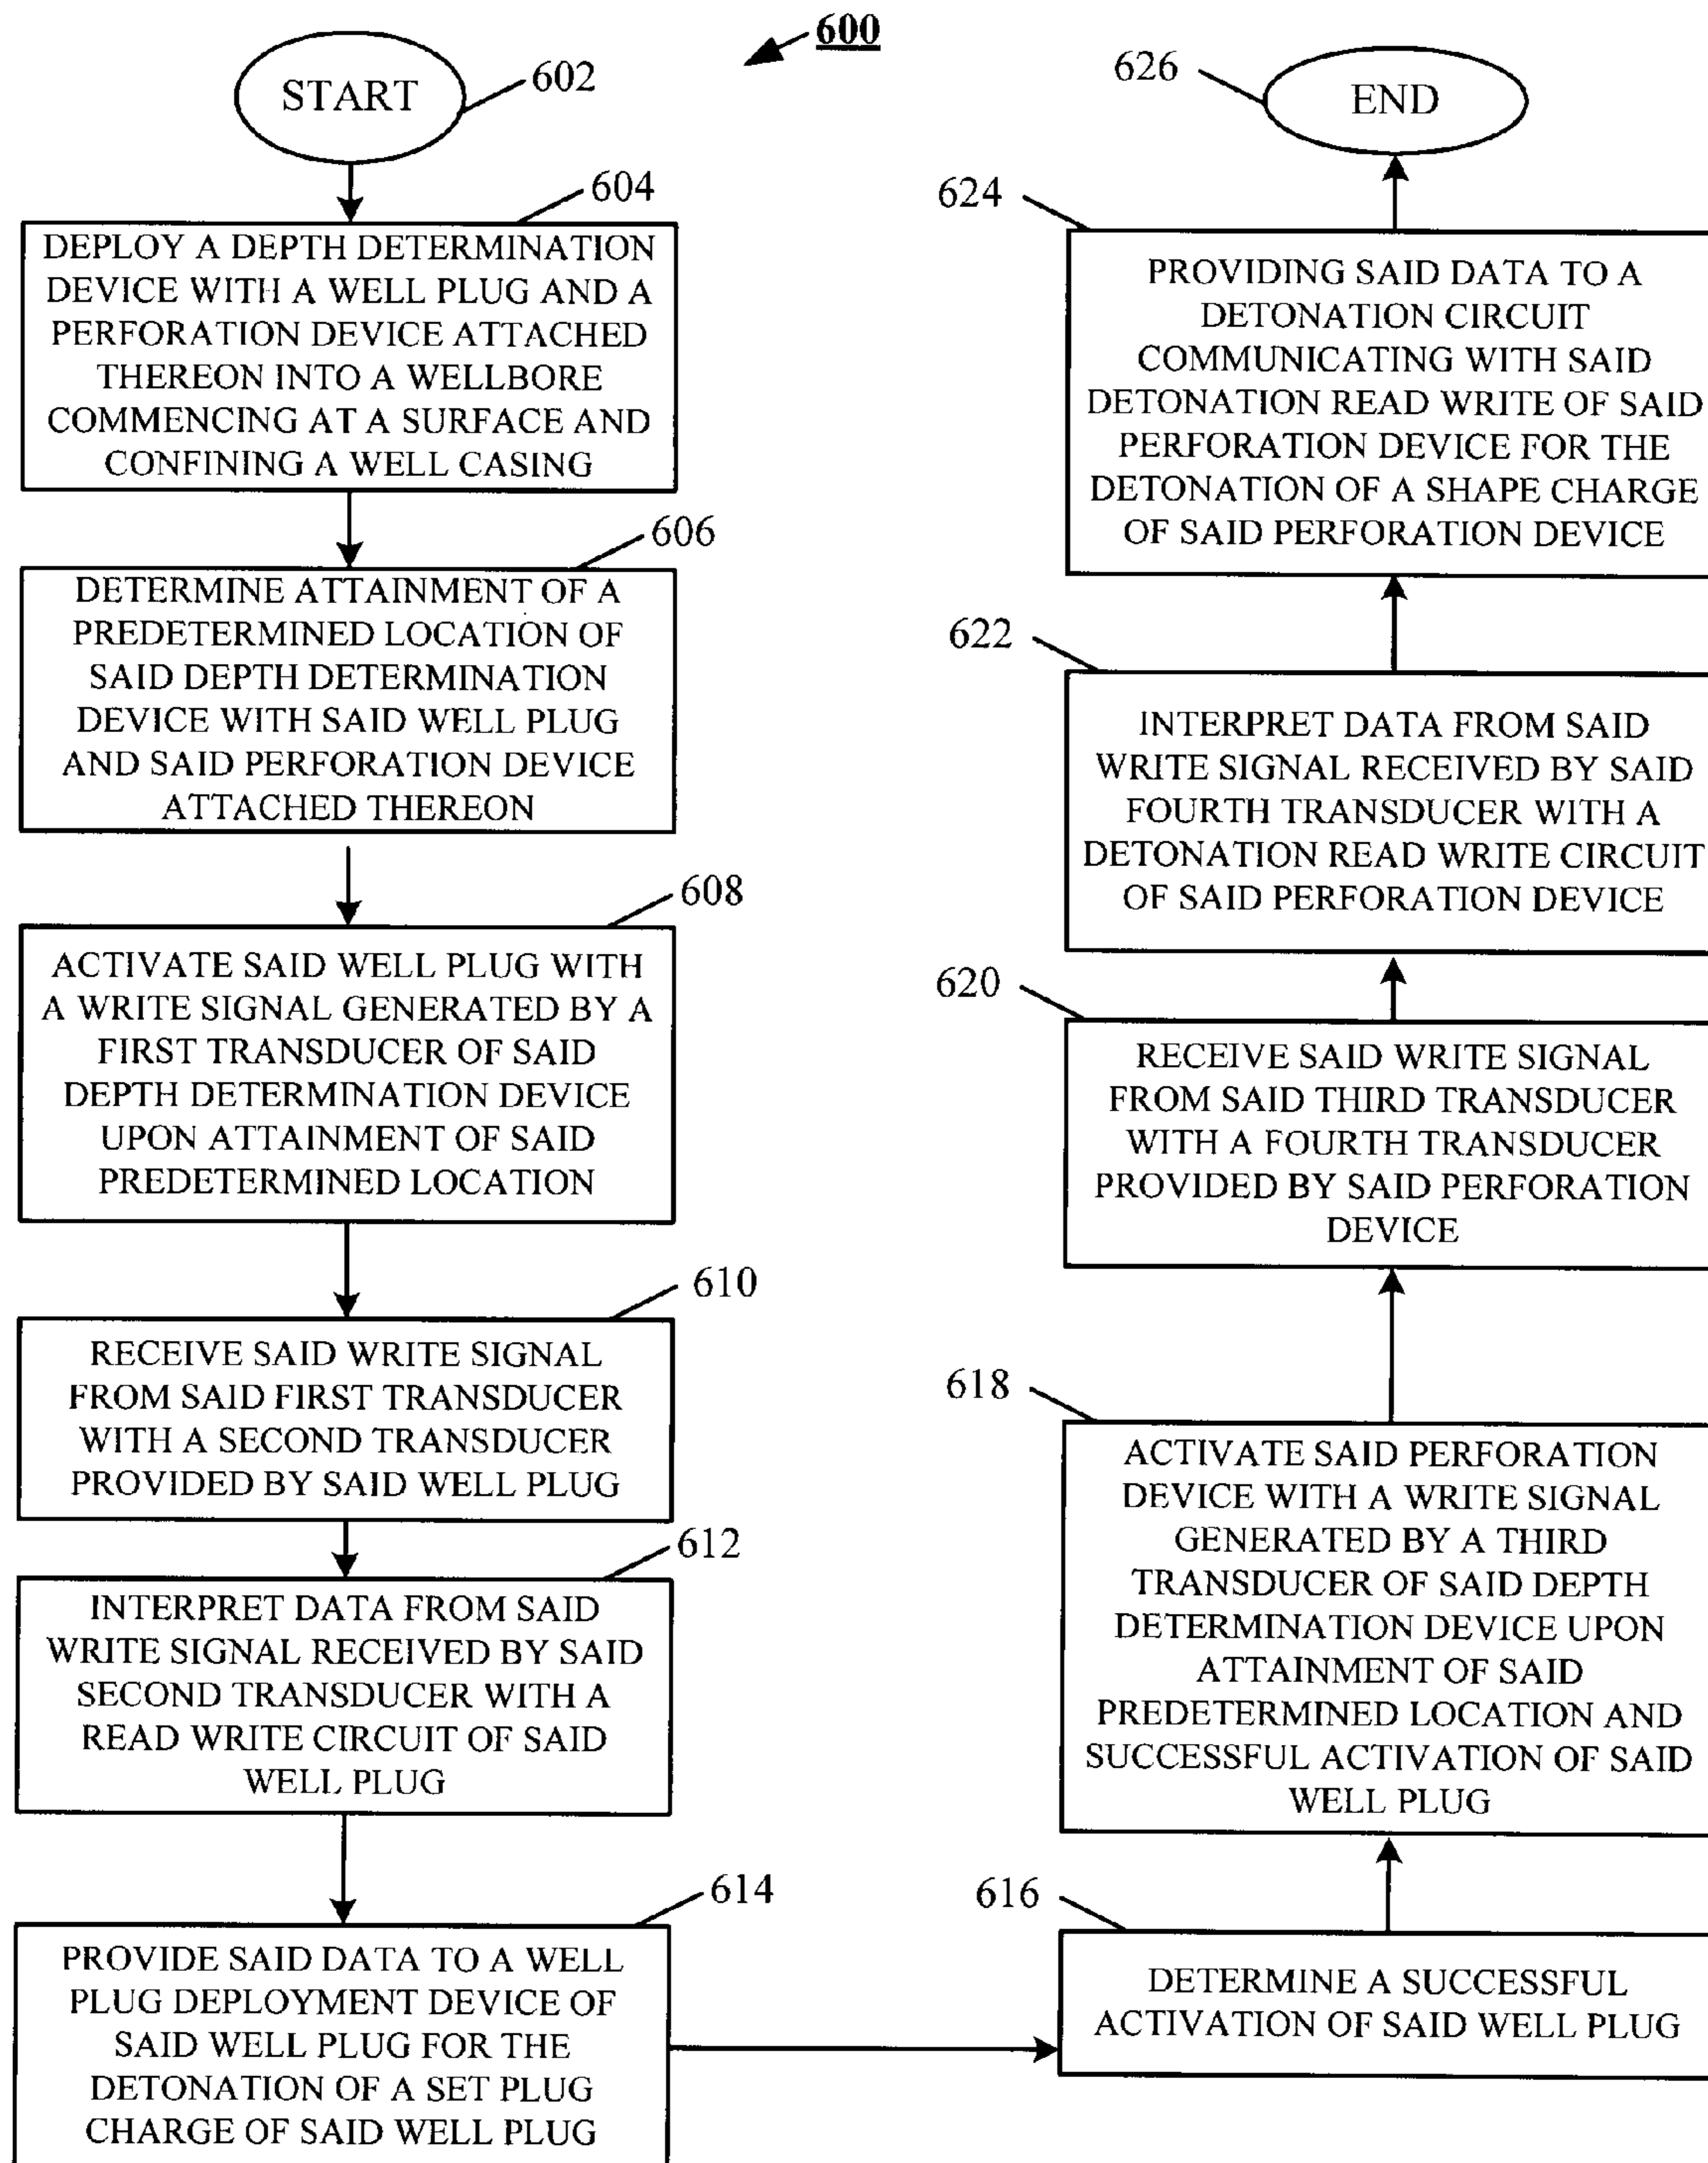 600
START
602
604
DEPLOY A DEPTH DETERMINATION
DEVICE WITH A WELL PLUG AND A
PERFORATION DEVICE ATTACHED
THEREON INTO A WELLBORE
COMMENCING AT A SURFACE AND
CONFINING A WELL CASING
606
DETERMINE ATTAINMENT OF A
PREDETERMINED LOCATION OF
SAID DEPTH DETERMINATION
DEVICE WITH SAID WELL PLUG
AND SAID PERFORATION DEVICE
ATTACHED THEREON
608
ACTIVATE SAID WELL PLUG WITH
A WRITE SIGNAL GENERATED BY A
FIRST TRANSDUCER OF SAID
DEPTH DETERMINATION DEVICE
UPON ATTAINMENT OF SAID
PREDETERMINED LOCATION
610
RECEIVE SAID WRITE SIGNAL
FROM SAID FIRST TRANSDUCER
WITH A SECOND TRANSDUCER
PROVIDED BY SAID WELL PLUG
612
INTERPRET DATA FROM SAID
WRITE SIGNAL RECEIVED BY SAID
SECOND TRANSDUCER WITH A
READ WRITE CIRCUIT OF SAID
WELL PLUG
614
PROVIDE SAID DATA TO A WELL
PLUG DEPLOYMENT DEVICE OF
SAID WELL PLUG FOR THE
DETONATION OF A SET PLUG
CHARGE OF SAID WELL PLUG
616
DETERMINE A SUCCESSFUL
ACTIVATION OF SAID WELL PLUG
618
ACTIVATE SAID PERFORATION
DEVICE WITH A WRITE SIGNAL
GENERATED BY A THIRD
TRANSDUCER OF SAID DEPTH
DETERMINATION DEVICE UPON
ATTAINMENT OF SAID
PREDETERMINED LOCATION AND
SUCCESSFUL ACTIVATION OF SAID
WELL PLUG
620
RECEIVE SAID WRITE SIGNAL
FROM SAID THIRD TRANSDUCER
WITH A FOURTH TRANSDUCER
PROVIDED BY SAID PERFORATION
DEVICE
622
INTERPRET DATA FROM SAID
WRITE SIGNAL RECEIVED BY SAID
FOURTH TRANSDUCER WITH A
DETONATION READ WRITE CIRCUIT
OF SAID PERFORATION DEVICE
624
PROVIDING SAID DATA TO A
DETONATION CIRCUIT
COMMUNICATING WITH SAID
DETONATION READ WRITE OF SAID
PERFORATION DEVICE FOR THE
DETONATION OF A SHAPE CHARGE
OF SAID PERFORATION DEVICE
626
END